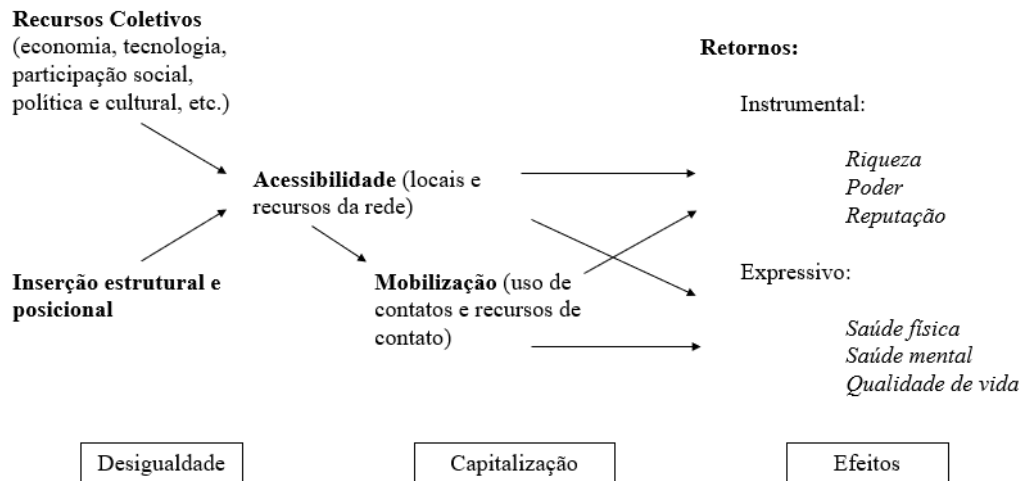 Recursos Coletivos
(economia, tecnologia,
participação social,
política e cultural, etc.)
Inserção estrutural e
posicional
Acessibilidade (locais e
recursos da rede)
Mobilização (uso de
contatos e recursos de
contato)
Retornos:
Instrumental:
Riqueza
Poder
Reputação
Expressivo:
Saúde física
Saúde mental
Qualidade de vida
Desigualdade
Capitalização
Efeitos